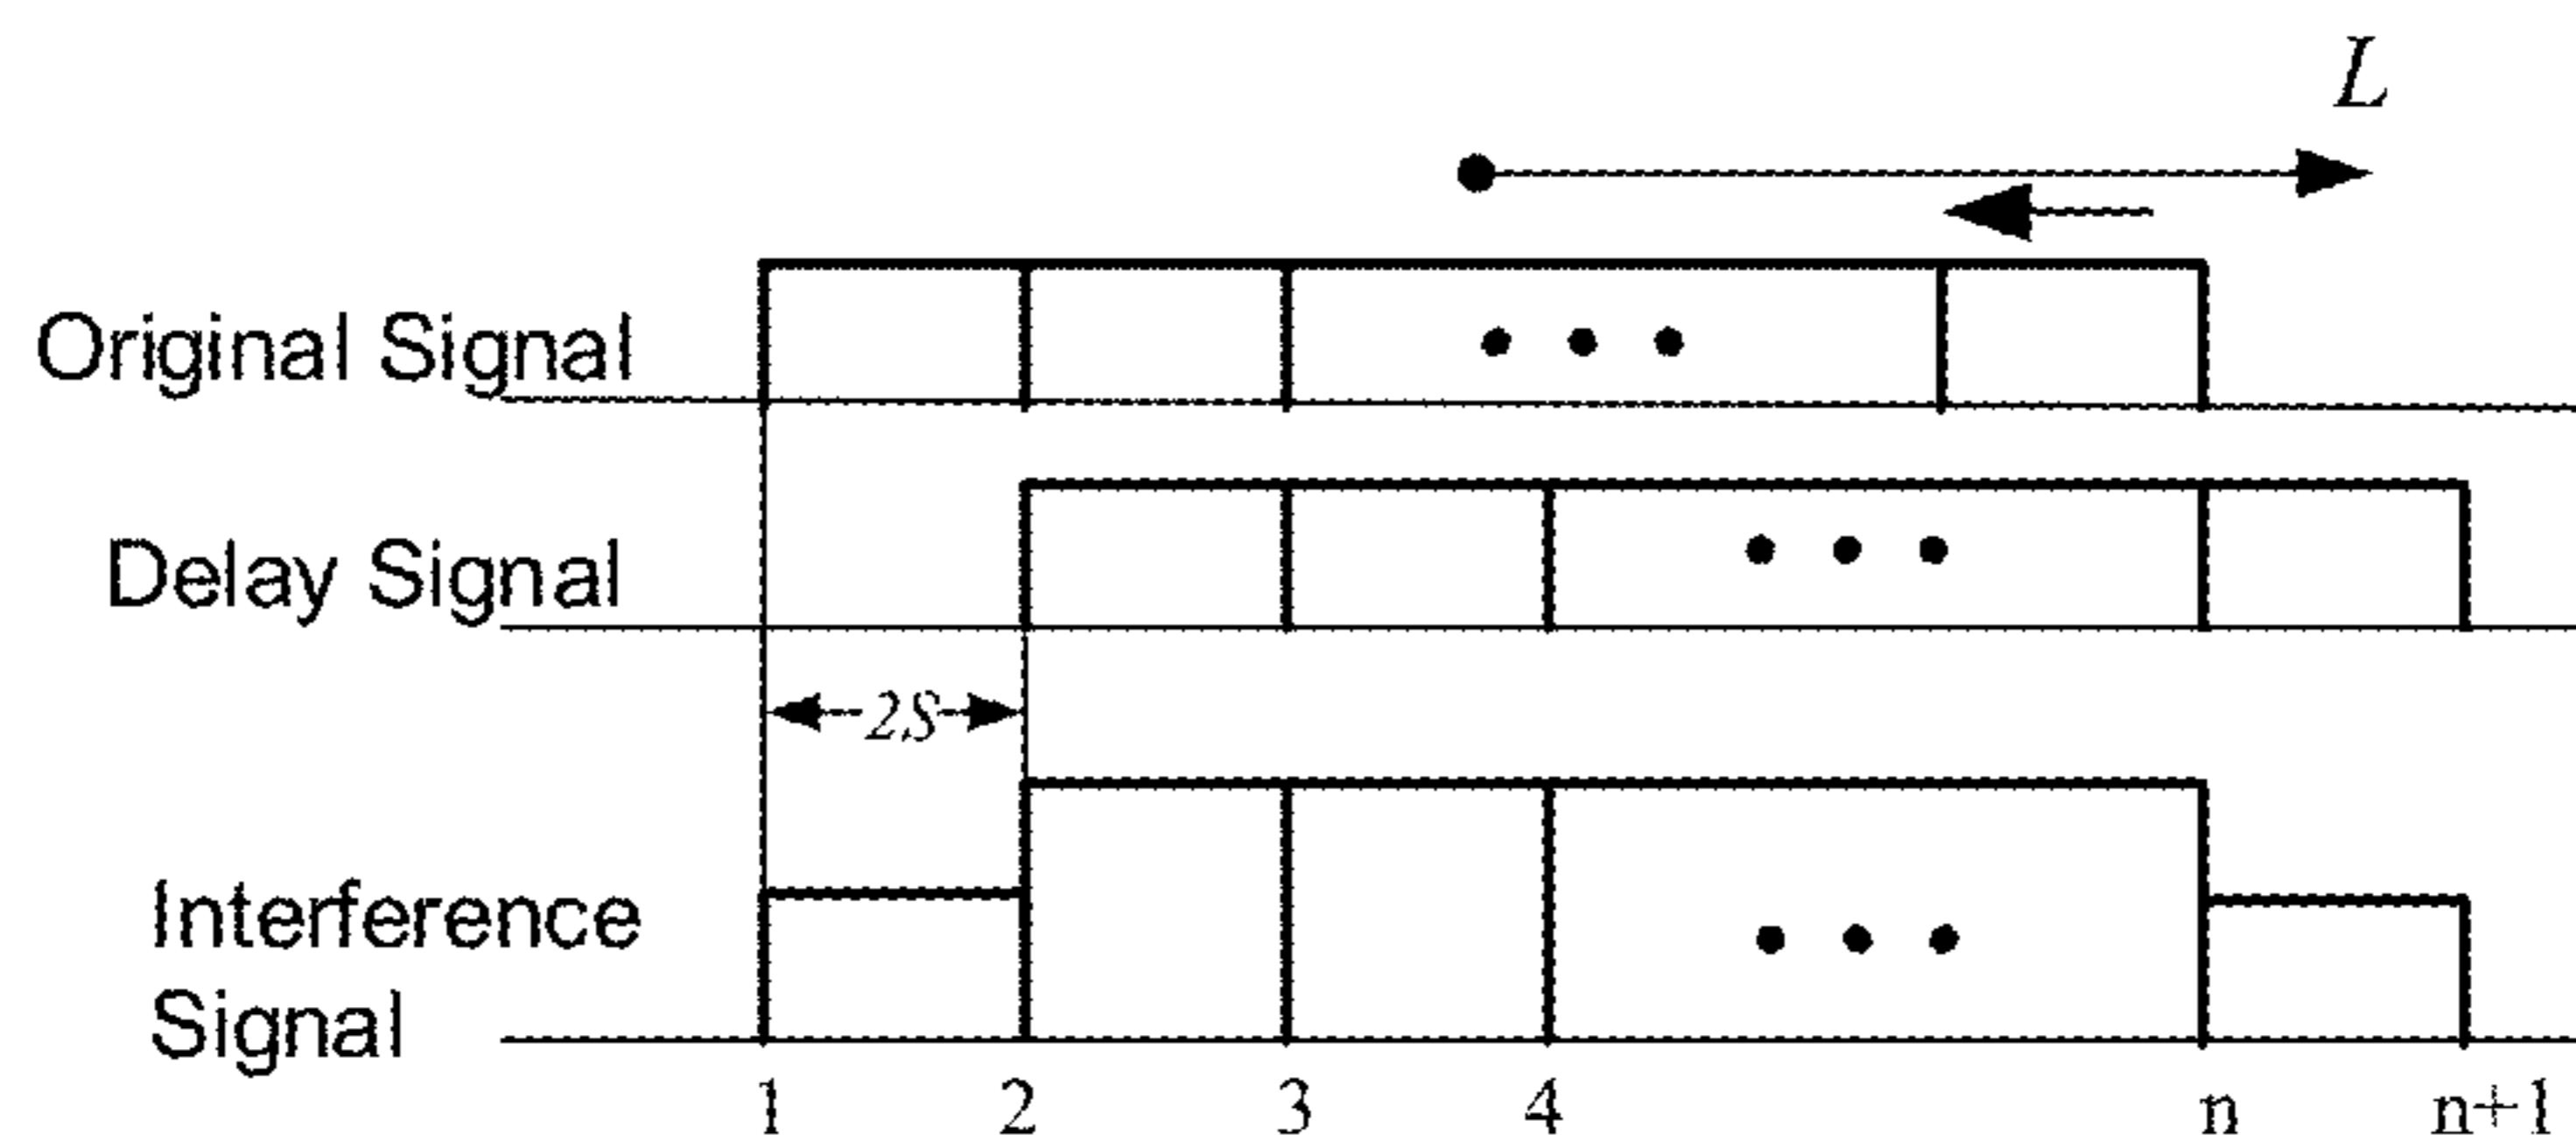 L
Original Signal
Delay Signal
2S
Interference
Signal
1 2 3 4 n n+1